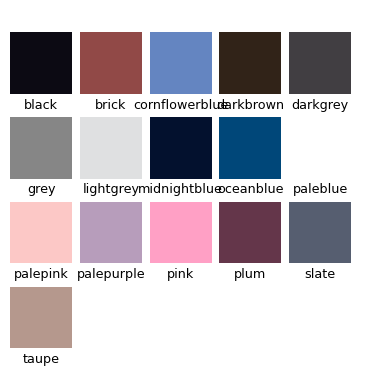 black brick cornflowerblue darkbrown darkgrey
grey lightgrey midnightblue oceanblue paleblue
palepink palepurple pink plum slate
taupe